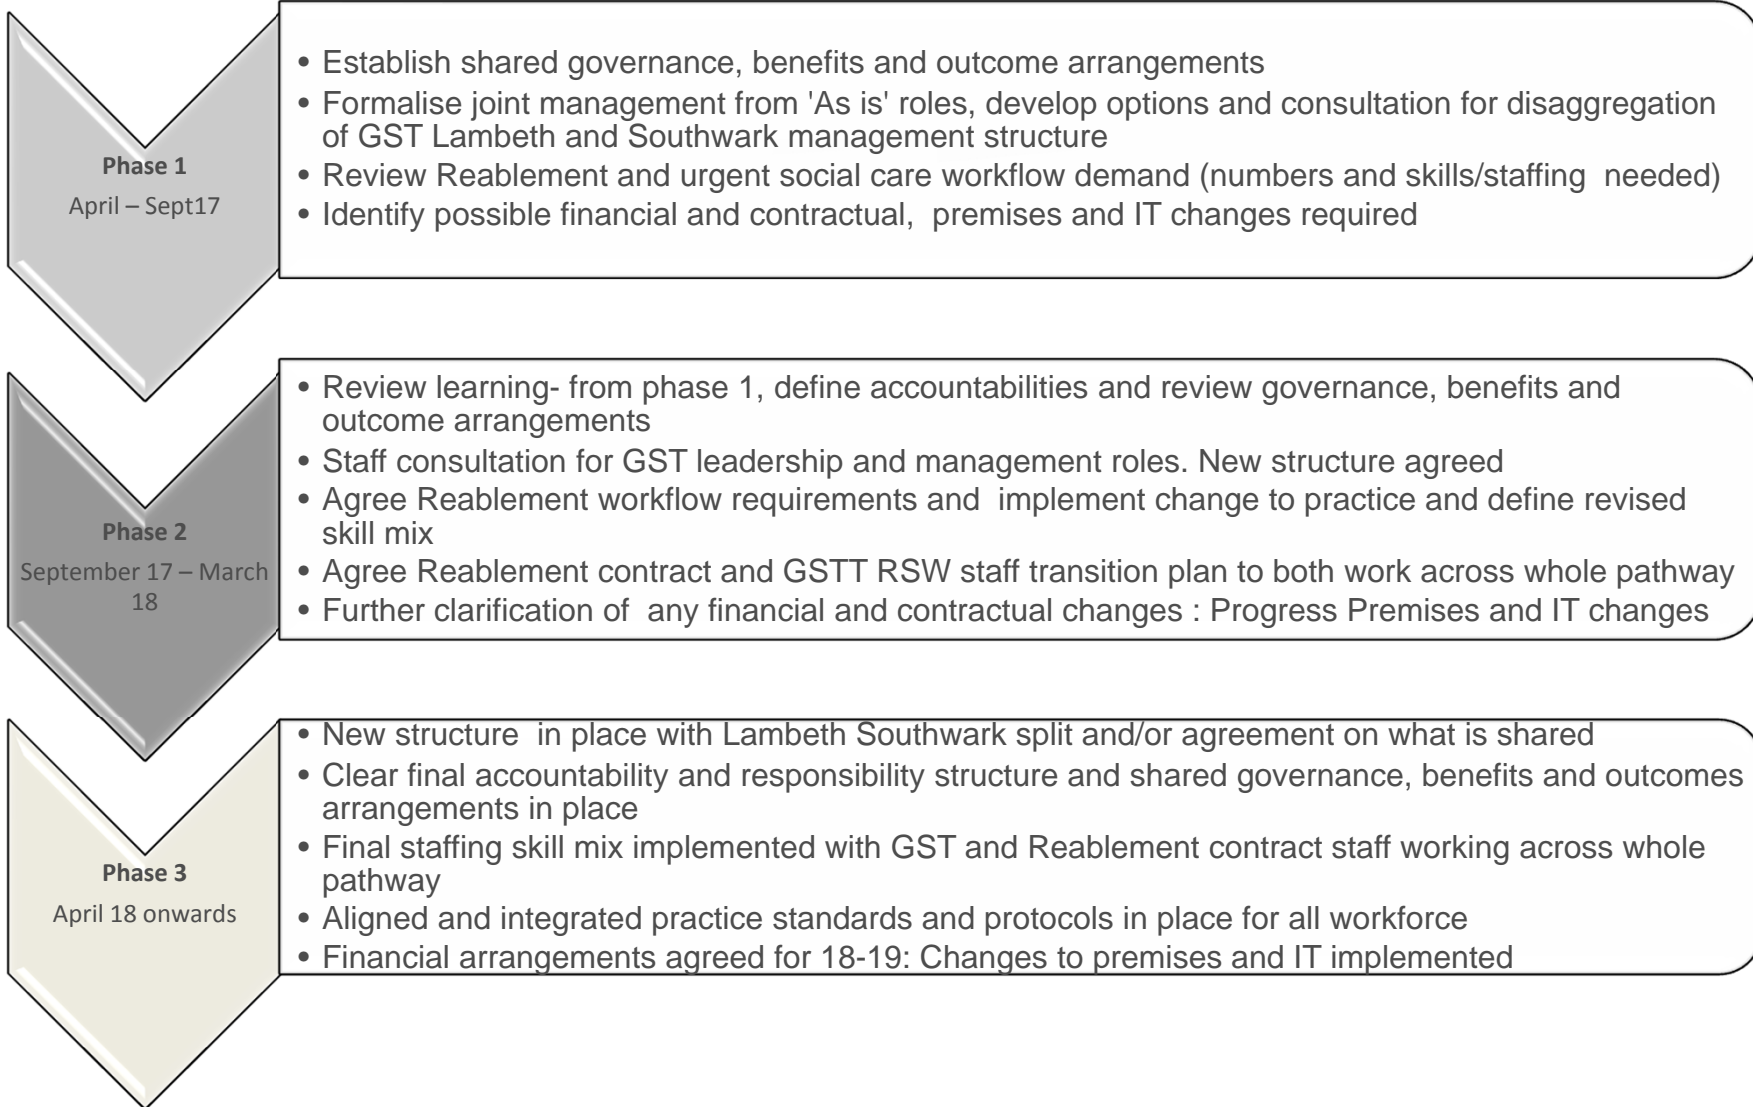 Phase 1
April – Sept17
• Establish shared governance, benefits and outcome arrangements
• Formalise joint management from 'As is' roles, develop options and consultation for disaggregation
of GST Lambeth and Southwark management structure
• Review Reablement and urgent social care workflow demand (numbers and skills/staffing needed)
• Identify possible financial and contractual, premises and IT changes required
Phase 2
September 17 – March
18
• Review learning- from phase 1, define accountabilities and review governance, benefits and
outcome arrangements
• Staff consultation for GST leadership and management roles. New structure agreed
• Agree Reablement workflow requirements and implement change to practice and define revised
skill mix
• Agree Reablement contract and GSTT RSW staff transition plan to both work across whole pathway
• Further clarification of any financial and contractual changes : Progress Premises and IT changes
Phase 3
April 18 onwards
• New structure in place with Lambeth Southwark split and/or agreement on what is shared
• Clear final accountability and responsibility structure and shared governance, benefits and outcomes
arrangements in place
• Final staffing skill mix implemented with GST and Reablement contract staff working across whole
pathway
• Aligned and integrated practice standards and protocols in place for all workforce
• Financial arrangements agreed for 18-19: Changes to premises and IT implemented